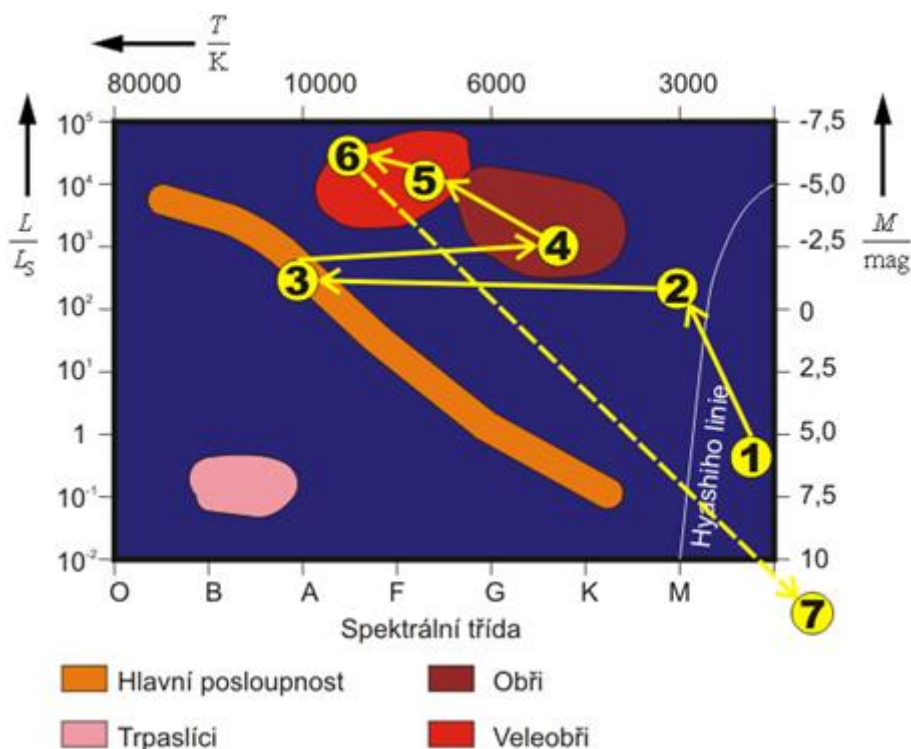 T
K
80000 10000 6000 3000
10⁵ -7,5
10⁴ -5,0
L
L_S
10³ -2,5
M
mag
10² 0
10¹ 2,5
1 5,0
10⁻¹ 7,5
10⁻² 10
6
5
4
3
2
1
7
Hyashiho linie
O B A F G K M
Spektrální třída
Hlavní posloupnost
Obři
Trpaslíci
Veleobři